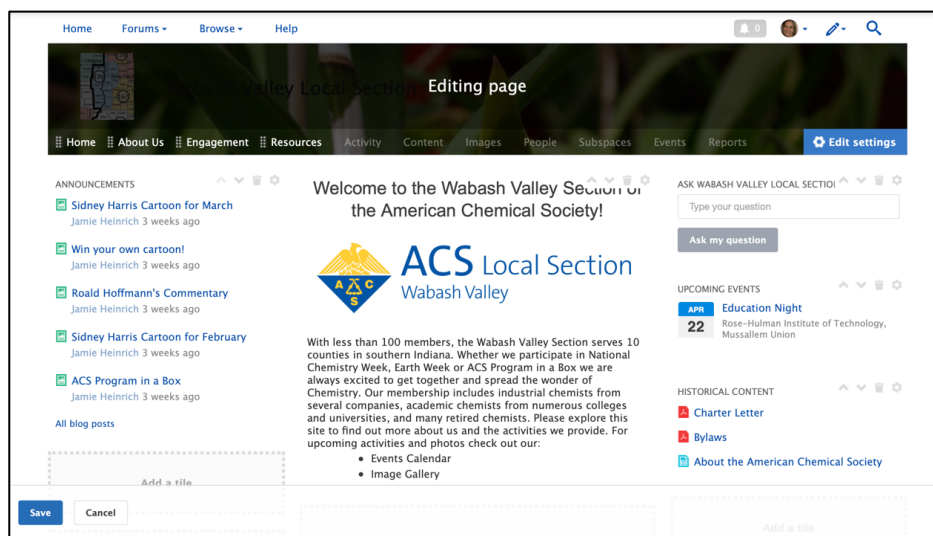 Home Forums Browse Help 0
Wabash Valley Local Section Editing page
Home About Us Engagement Resources Activity Content Images People Subspaces Events Reports Edit settings
ANNOUNCEMENTS
Sidney Harris Cartoon for March
Jamie Heinrich 3 weeks ago
Win your own cartoon!
Jamie Heinrich 3 weeks ago
Roald Hoffmann's Commentary
Jamie Heinrich 3 weeks ago
Sidney Harris Cartoon for February
Jamie Heinrich 3 weeks ago
ACS Program in a Box
Jamie Heinrich 3 weeks ago
All blog posts
Add a tile
Welcome to the Wabash Valley Section of
the American Chemical Society!
A C S
ACS Local Section
Wabash Valley
With less than 100 members, the Wabash Valley Section serves 10
counties in southern Indiana. Whether we participate in National
Chemistry Week, Earth Week or ACS Program in a Box we are
always excited to get together and spread the wonder of
Chemistry. Our membership includes industrial chemists from
several companies, academic chemists from numerous colleges
and universities, and many retired chemists. Please explore this
site to find out more about us and the activities we provide. For
upcoming activities and photos check out our:
• Events Calendar
• Image Gallery
ASK WABASH VALLEY LOCAL SECTIO
Type your question
Ask my question
UPCOMING EVENTS
APR
22
Education Night
Rose-Hulman Institute of Technology,
Mussallem Union
HISTORICAL CONTENT
Charter Letter
Bylaws
About the American Chemical Society
Add a tile
Save Cancel